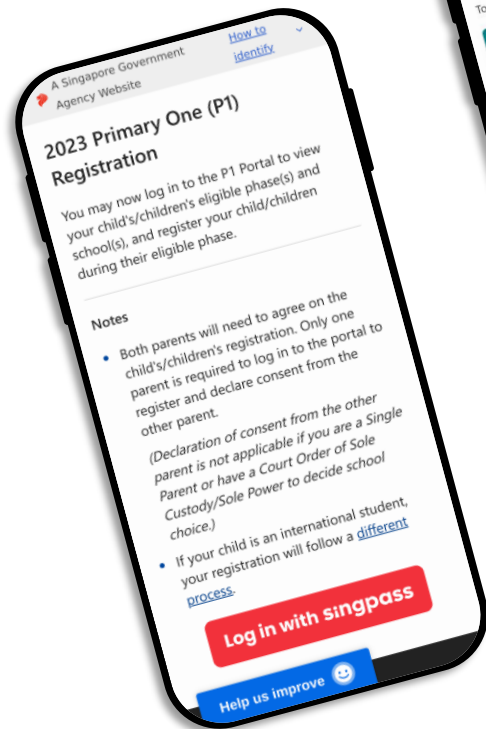 A Singapore Government
Agency Website
How to
identify
2023 Primary One (P1)
Registration
You may now log in to the P1 Portal to view
your child's/children's eligible phase(s) and
school(s), and register your child/children
during their eligible phase.
Notes
• Both parents will need to agree on the
child's/children's registration. Only one
parent is required to log in to the portal to
register and declare consent from the
other parent.
(Declaration of consent from the other
parent is not applicable if you are a Single
Parent or have a Court Order of Sole
Custody/Sole Power to decide school
choice.)
• If your child is an international student,
your registration will follow a different
process.
Log in with singpass
Help us improve
To